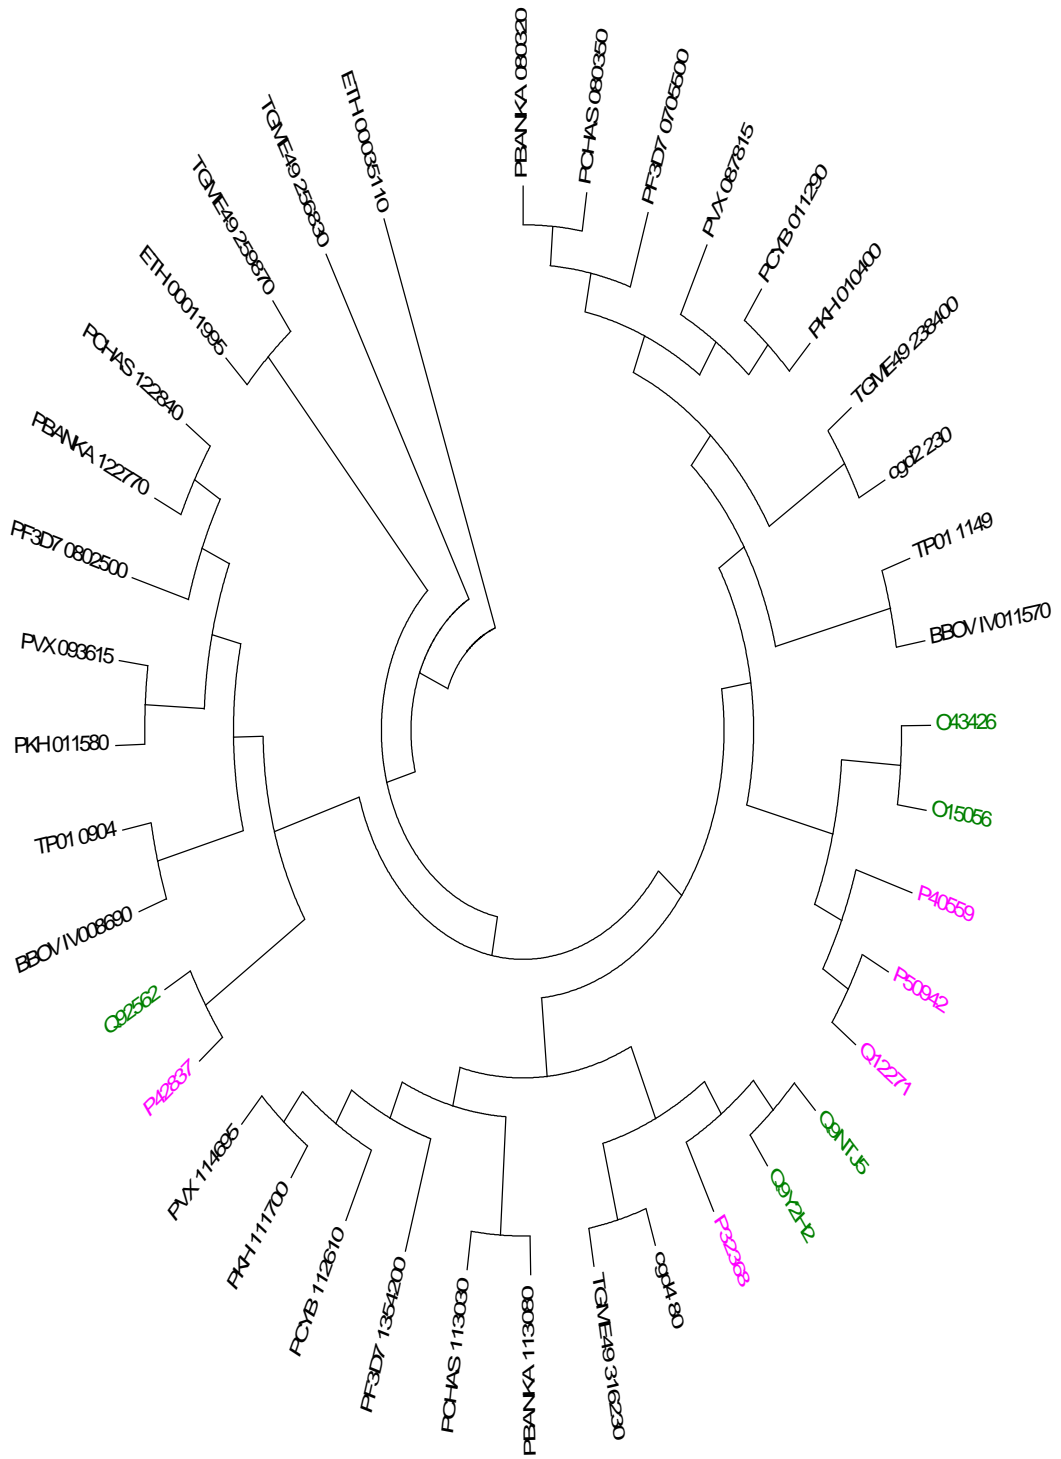 PBANKA 080320
PCHAS 080350
PF3D7 0705500
PVX 087815
PCYB 011290
PKH 010400
TGME49 238400
cgd2 230
TP01 1149
BBOV IV011570
O43426
O15056
P40559
P50942
Q12271
Q9NTJ5
Q9Y2H2
P32368
cgd4 80
TGME49 316230
PBANKA 113080
PCHAS 113030
PF3D7 1354200
PCYB 112610
PKH 111700
PVX 114695
P42837
Q92562
BBOV IV008690
TP01 0904
PKH 011580
PVX 093615
PF3D7 0802500
PBANKA 122770
PCHAS 122840
ETH 00011995
TGME49 259870
TGME49 256830
ETH 00035110